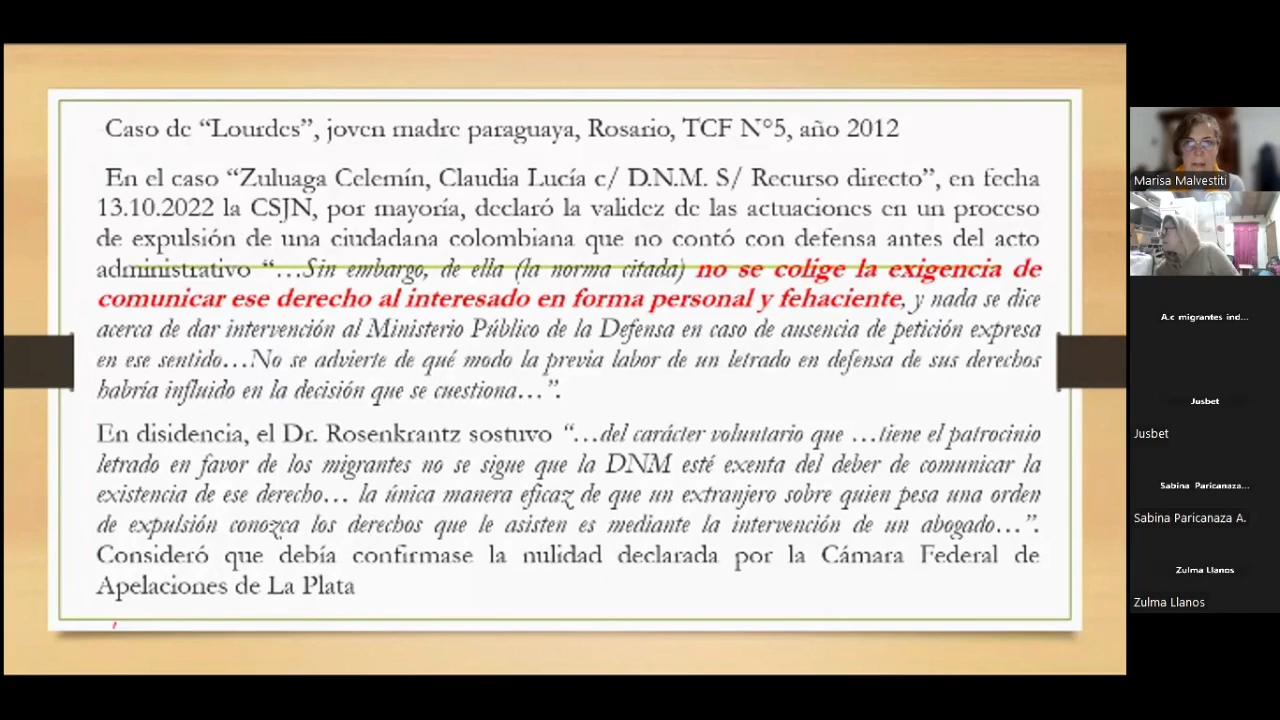 Caso de “Lourdes”, joven madre paraguaya, Rosario, TCF N°5, año 2012
En el caso “Zuluaga Celemín, Claudia Lucía c/ D.N.M. S/ Recurso directo”, en fecha
13.10.2022 la CSJN, por mayoría, declaró la validez de las actuaciones en un proceso
de expulsión de una ciudadana colombiana que no contó con defensa antes del acto
administrativo “…Sin embargo, de ella (la norma citada) no se colige la exigencia de
comunicar ese derecho al interesado en forma personal y fehaciente, y nada se dice
acerca de dar intervención al Ministerio Público de la Defensa en caso de ausencia de petición expresa
en ese sentido…No se advierte de qué modo la previa labor de un letrado en defensa de sus derechos
habría influido en la decisión que se cuestiona…”.
En disidencia, el Dr. Rosenkrantz sostuvo “…del carácter voluntario que …tiene el patrocinio
letrado en favor de los migrantes no se sigue que la DNM esté exenta del deber de comunicar la
existencia de ese derecho… la única manera eficaz de que un extranjero sobre quien pesa una orden
de expulsión conozca los derechos que le asisten es mediante la intervención de un abogado…”.
Consideró que debía confirmase la nulidad declarada por la Cámara Federal de
Apelaciones de La Plata
Marisa Malvestiti
A.c migrantes ind...
Jusbet
Jusbet
Sabina Paricanaza...
Sabina Paricanaza A.
Zulma Llanos
Zulma Llanos